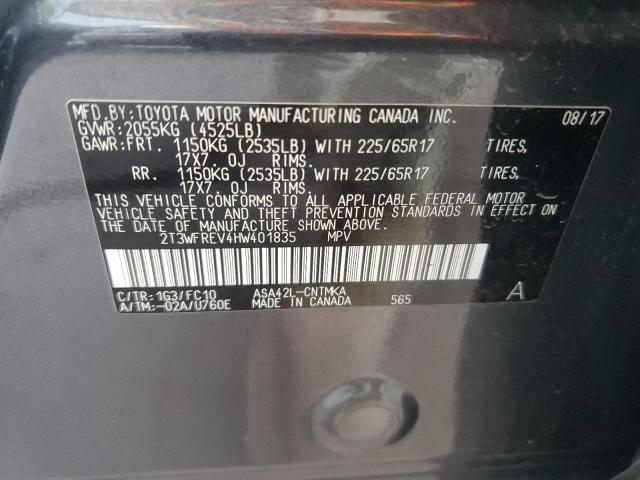 MFD.BY:TOYOTA MOTOR MANUFACTURING CANADA INC. 08/17
GVWR:2055KG (4525LB)
GAWR:FRT. 1150KG (2535LB) WITH 225/65R17 TIRES,
17X7.0J RIMS.
RR. 1150KG (2535LB) WITH 225/65R17 TIRES,
17X7.0J RIMS.
THIS VEHICLE CONFORMS TO ALL APPLICABLE FEDERAL MOTOR
VEHICLE SAFETY AND THEFT PREVENTION STANDARDS IN EFFECT ON
THE DATE OF MANUFACTURE SHOWN ABOVE.
2T3WFREV4HW401835 MPV
C/TR:1G3/FC10 ASA42L-CNTMKA
A/TM:-02A/U760E MADE IN CANADA 565 A